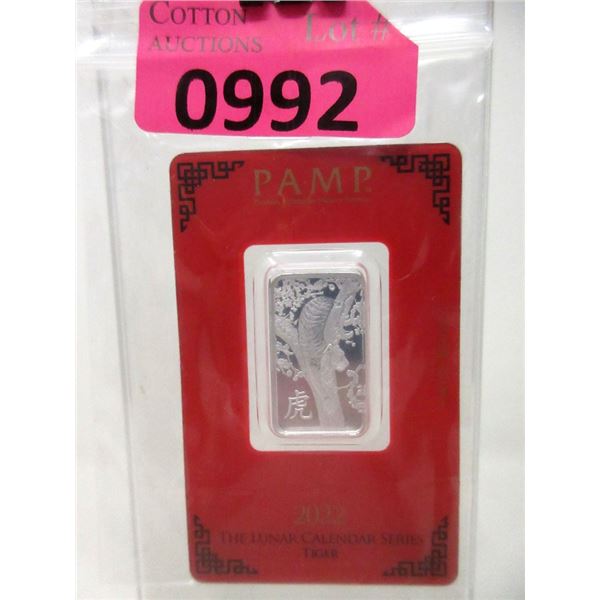 COTTON
AUCTIONS
Lot #
0992
PAMP
虎
2022
THE LUNAR CALENDAR SERIES
TIGER